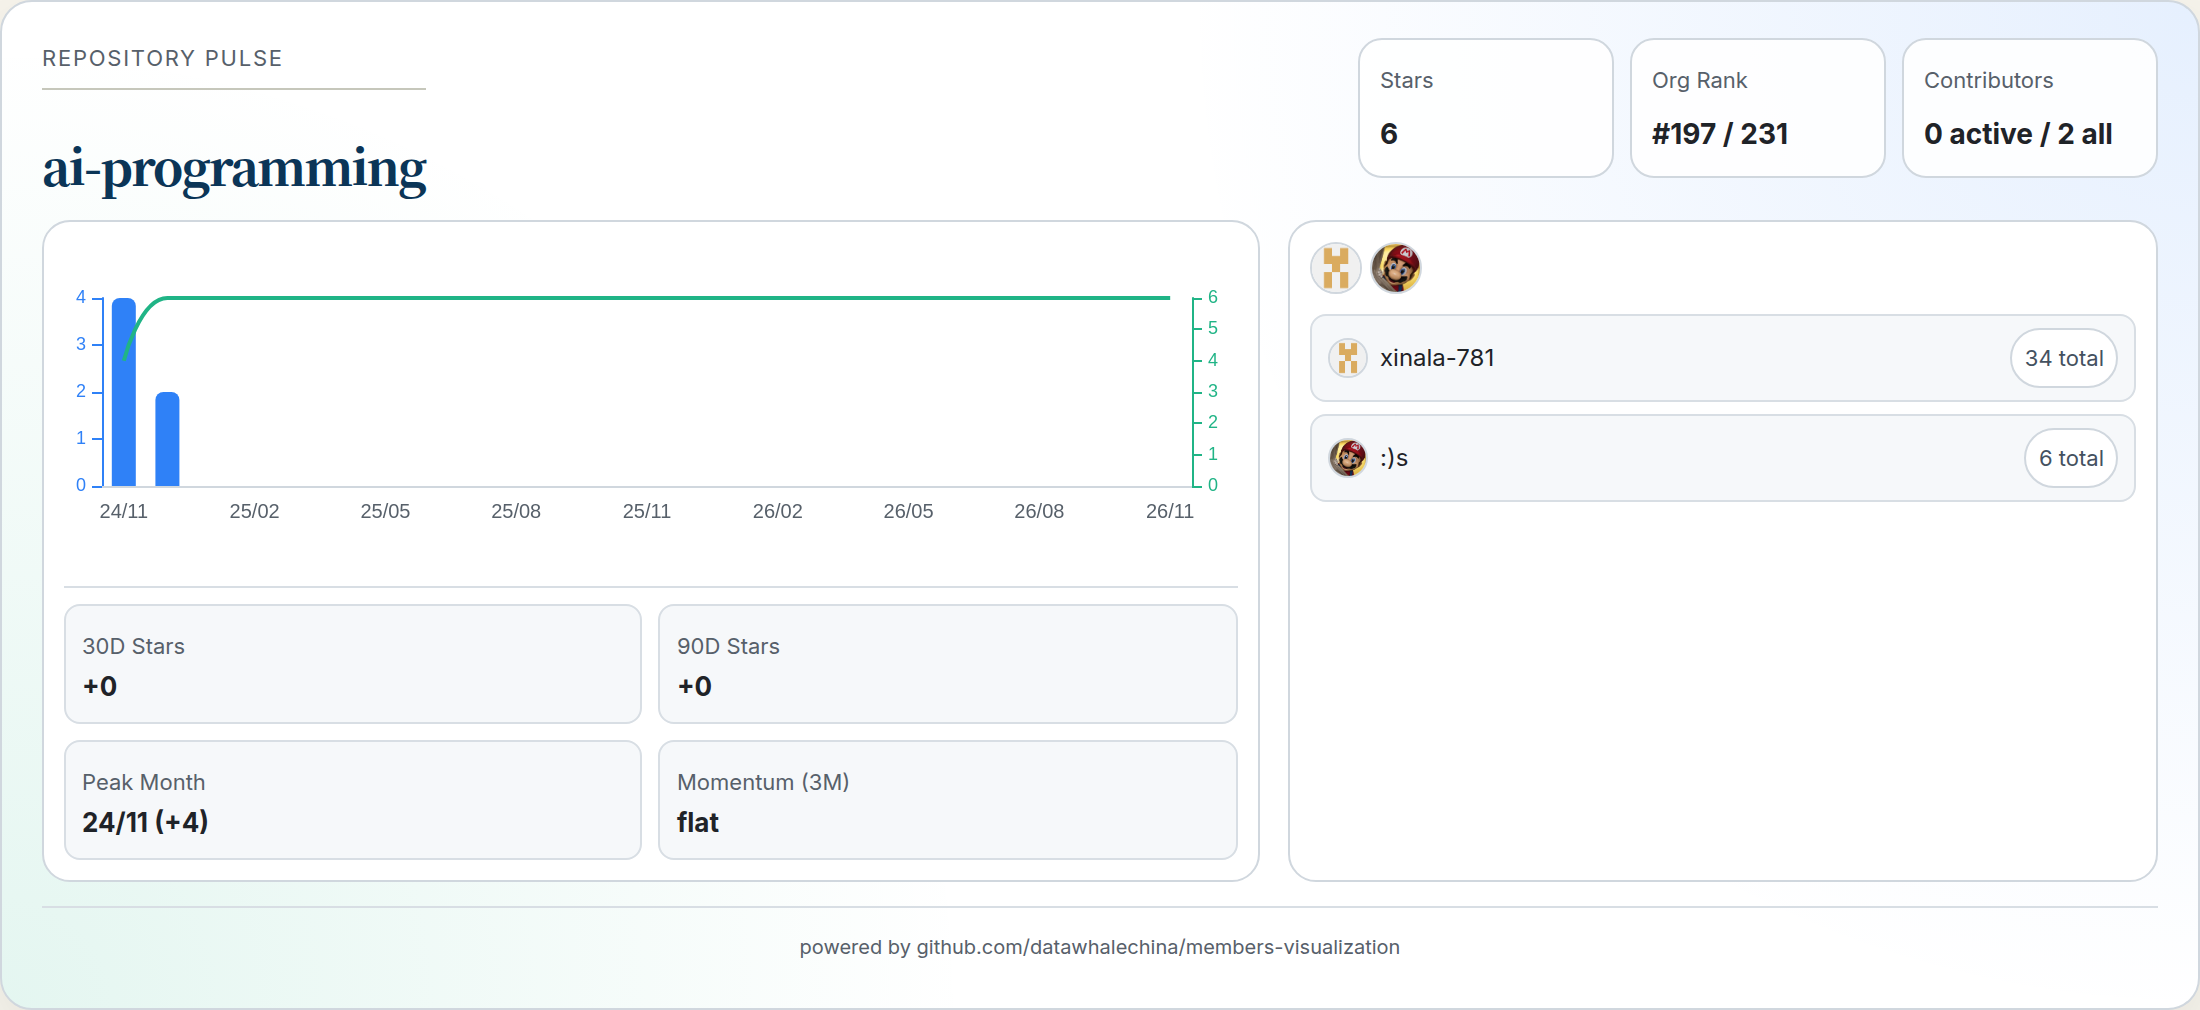 REPOSITORY PULSE
ai-programming
Stars
6
Org Rank
#197 / 231
Contributors
0 active / 2 all
4
3
2
1
0
6
5
4
3
2
1
0
24/11 25/02 25/05 25/08 25/11 26/02 26/05 26/08 26/11
30D Stars
+0
90D Stars
+0
Peak Month
24/11 (+4)
Momentum (3M)
flat
xinala-781
34 total
:)s
6 total
powered by github.com/datawhalechina/members-visualization